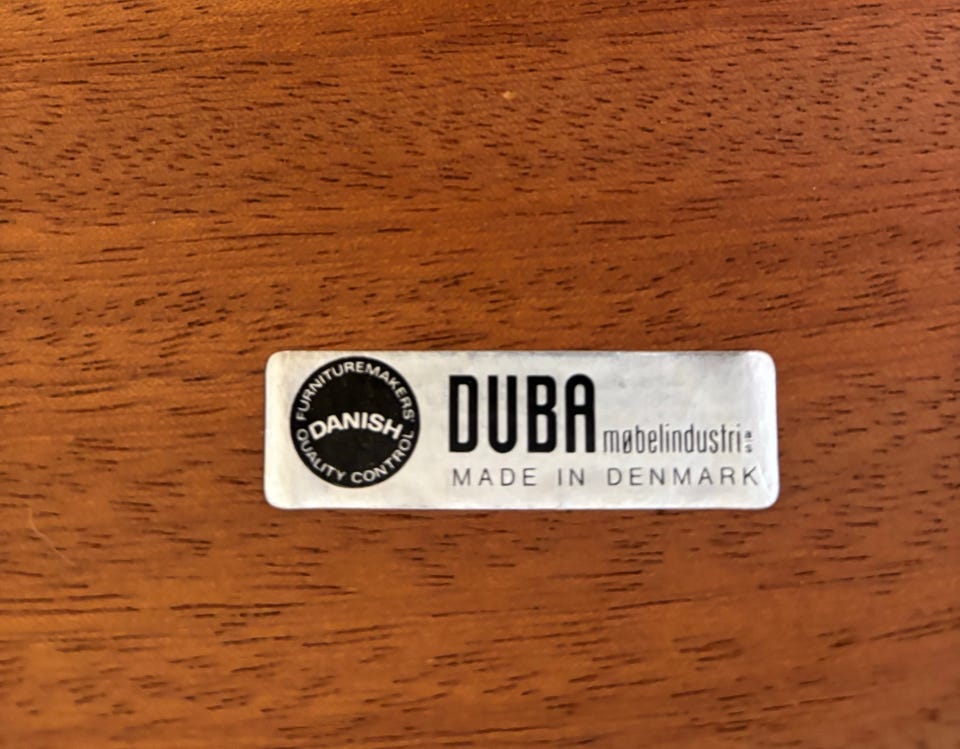 FURNITUREMAKERS'
DANISH
QUALITY CONTROL
DUBA møbelindustri a/s
MADE IN DENMARK